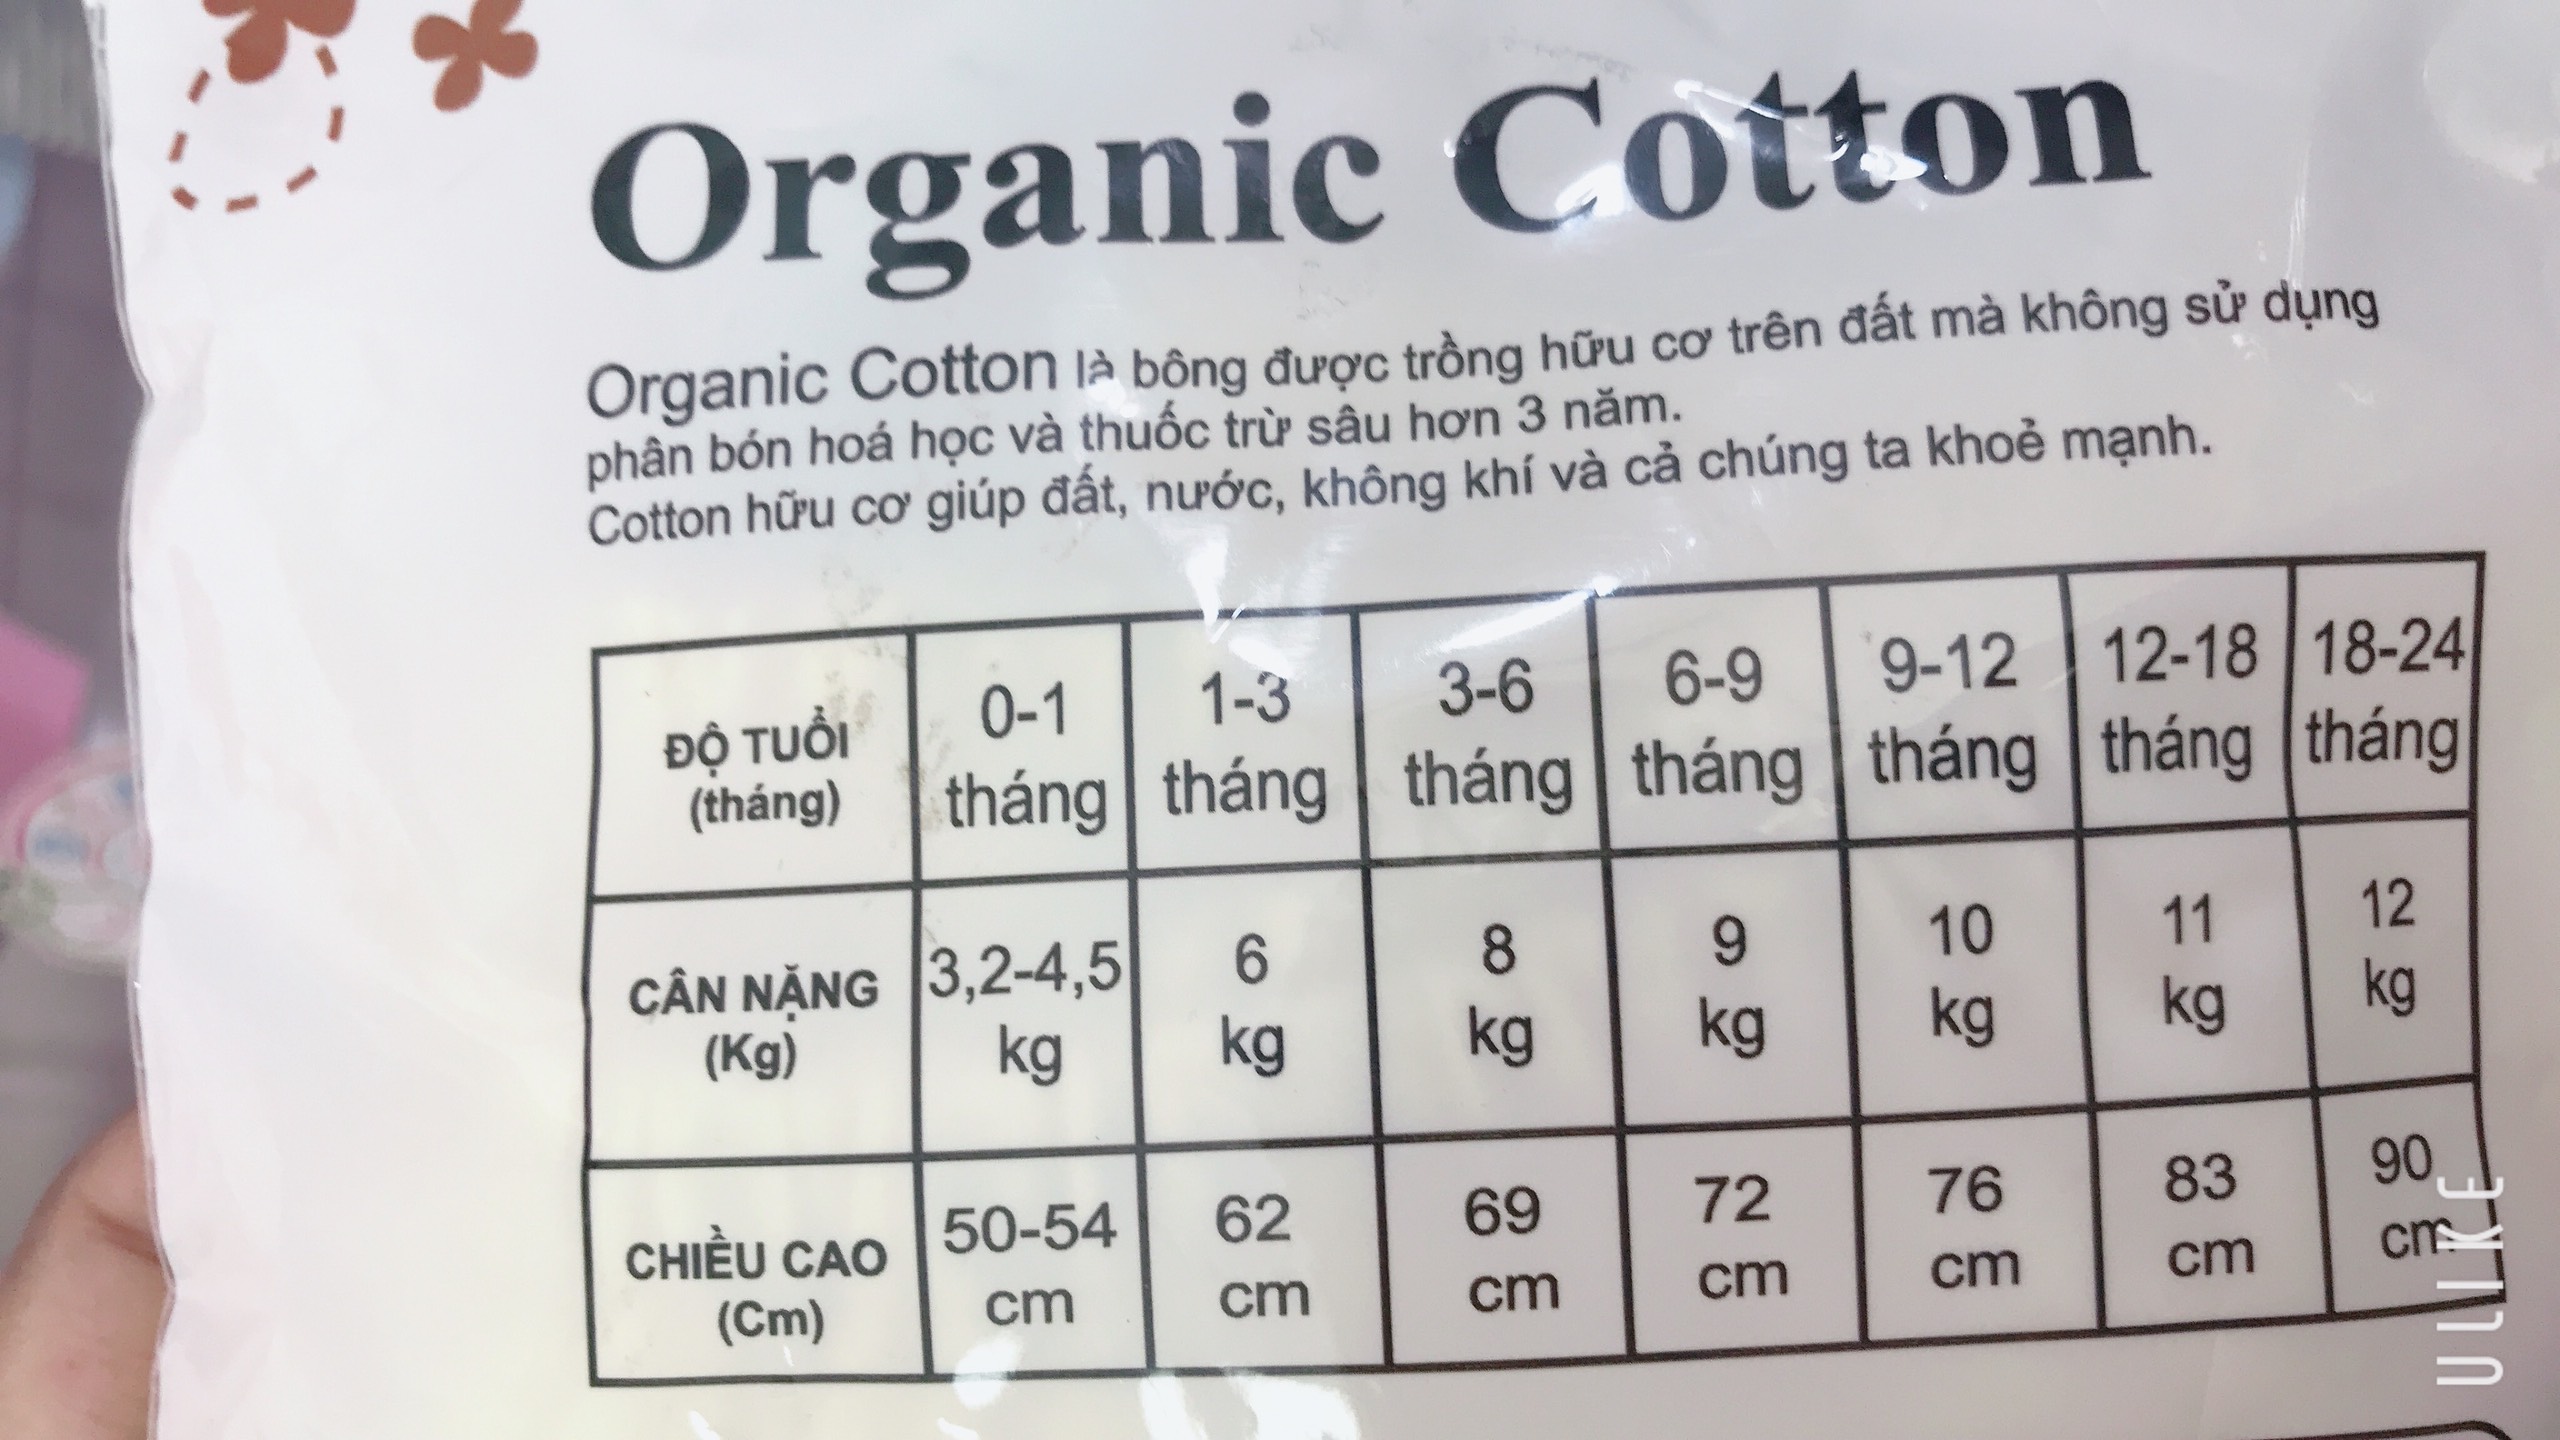 Organic Cotton
Organic Cotton là bông được trồng hữu cơ trên đất mà không sử dụng
phân bón hoá học và thuốc trừ sâu hơn 3 năm.
Cotton hữu cơ giúp đất, nước, không khí và cả chúng ta khoẻ mạnh.
ĐỘ TUỔI (tháng) 0-1 tháng 1-3 tháng 3-6 tháng 6-9 tháng 9-12 tháng 12-18 tháng 18-24 tháng
CÂN NẶNG (Kg) 3,2-4,5 kg 6 kg 8 kg 9 kg 10 kg 11 kg 12 kg
CHIỀU CAO (Cm) 50-54 cm 62 cm 69 cm 72 cm 76 cm 83 cm 90 cm
ULIKE